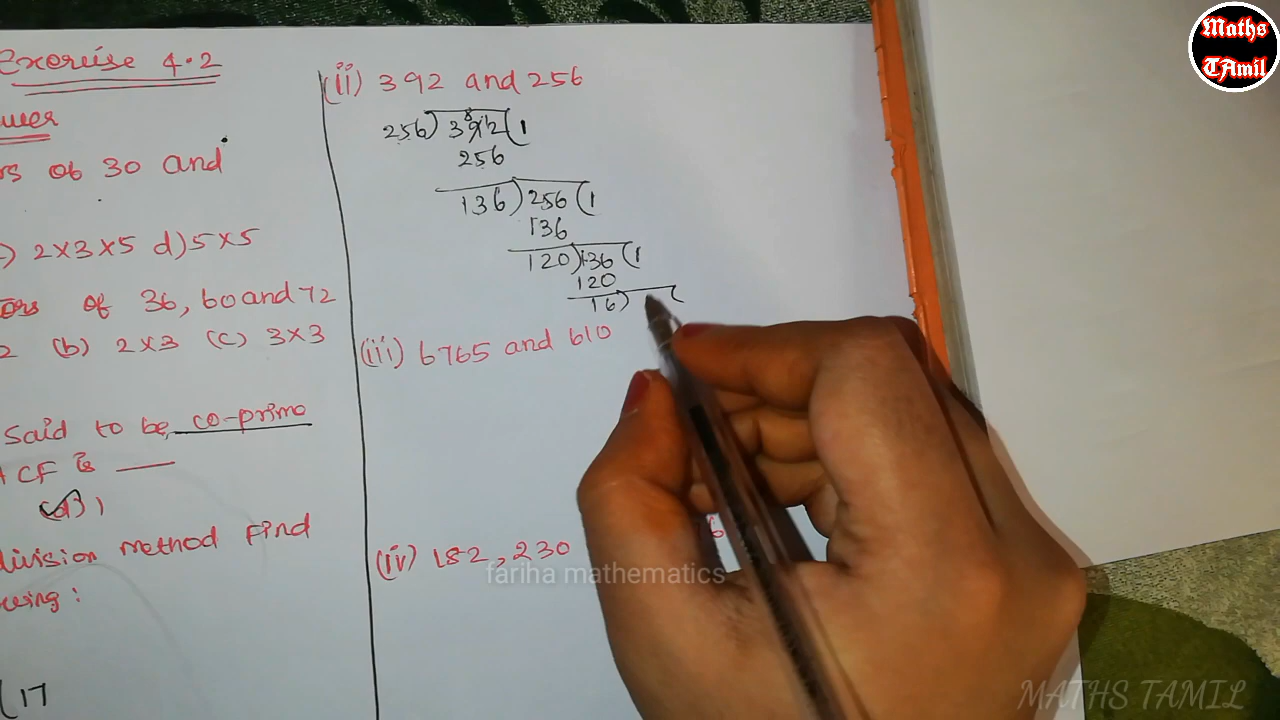 Exercise 4.2
of 30 and
2×3×5 d) 5×5
of 36, 60 and 72
2 (b) 2×3 (c) 3×3
Said to be co-prime
CF is ___
(d) 1
division method Find
(17
(ii) 392 and 256
256) 392 (1
256
136) 256 (1
136
120) 136 (1
120
16)
(iii) 6765 and 610
(iv) 182, 230
6
Maths
TAmil
fariha mathematics
MATHS TAMIL